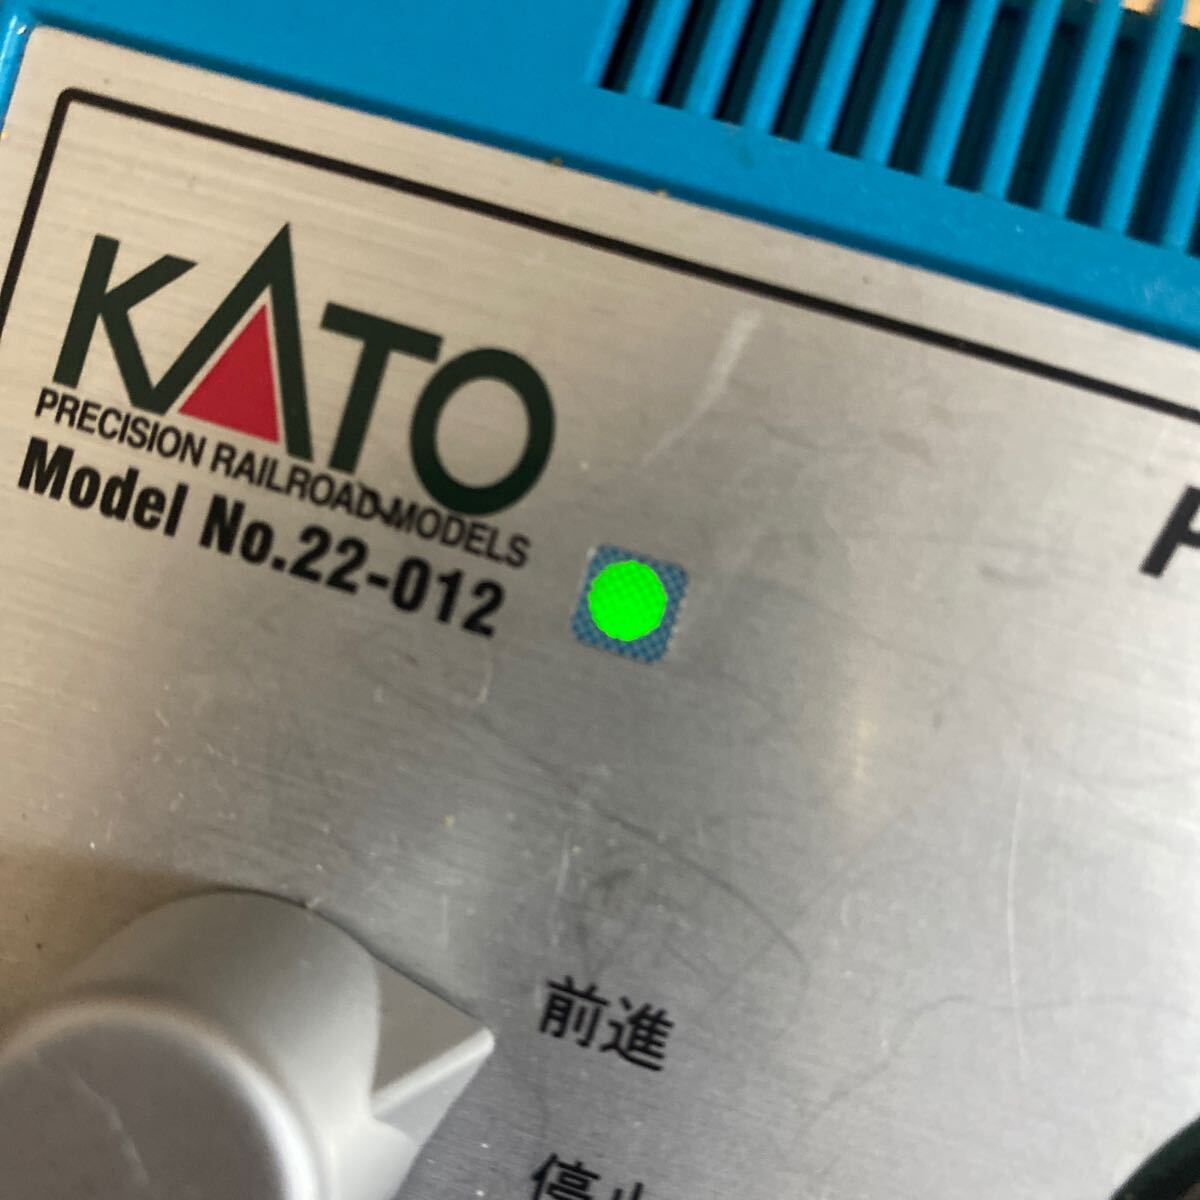 KATO
PRECISION RAILROAD MODELS
Model No.22-012
前進